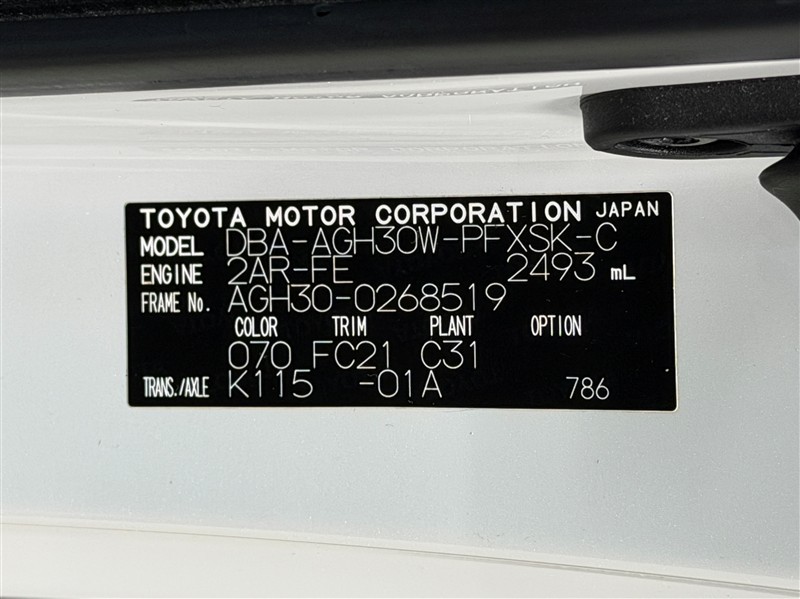 TOYOTA MOTOR CORPORATION JAPAN
MODEL DBA-AGH30W-PFXSK-C
ENGINE 2AR-FE 2493 mL
FRAME No. AGH30-0268519
COLOR TRIM PLANT OPTION
070 FC21 C31
TRANS./AXLE K115 -01A 786